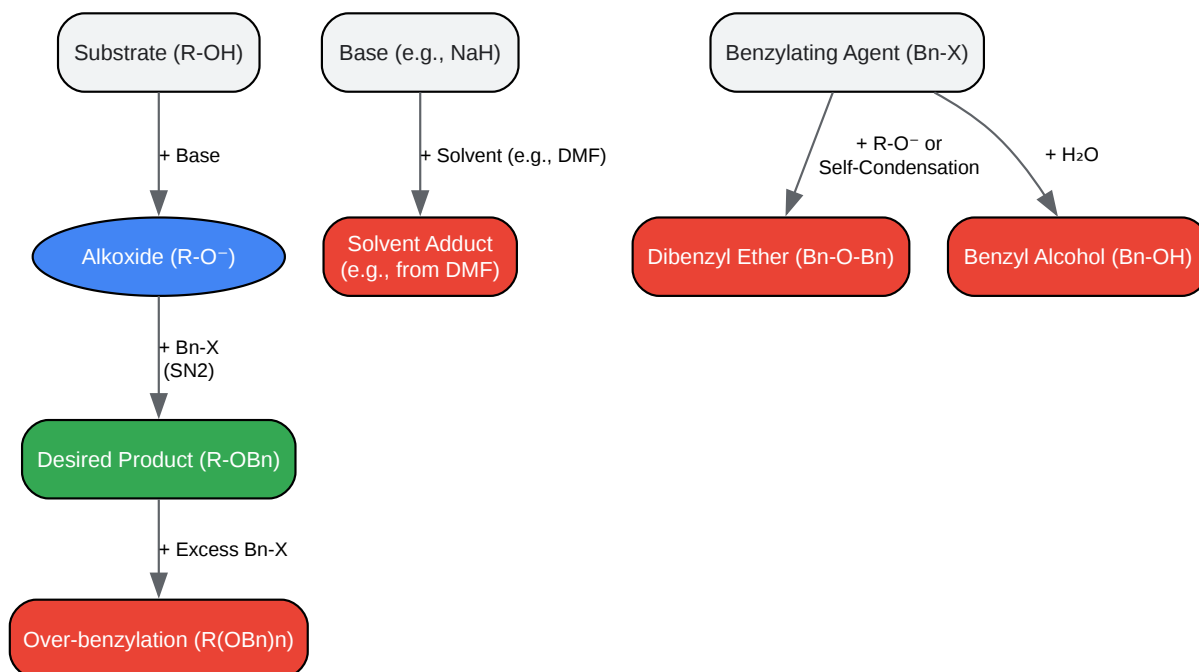 Substrate (R-OH)
Base (e.g., NaH)
Benzylating Agent (Bn-X)
+ Base
+ Solvent (e.g., DMF)
+ R-O⁻ or
Self-Condensation
+ H₂O
Alkoxide (R-O⁻)
Solvent Adduct
(e.g., from DMF)
Dibenzyl Ether (Bn-O-Bn)
Benzyl Alcohol (Bn-OH)
+ Bn-X
(SN2)
Desired Product (R-OBn)
+ Excess Bn-X
Over-benzylation (R(OBn)n)